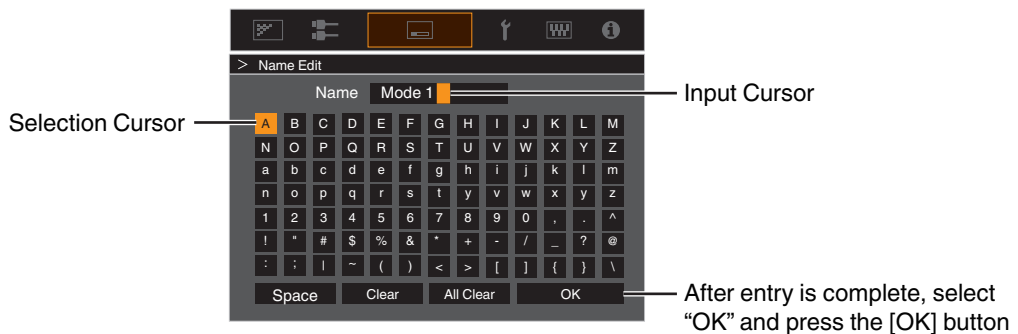 > Name Edit
Name Mode 1
Input Cursor
Selection Cursor
A B C D E F G H I J K L M
N O P Q R S T U V W X Y Z
a b c d e f g h i j k l m
n o p q r s t y v w x y z
1 2 3 4 5 6 7 8 9 0 , . ^
! " # $ % & * + - / _ ? @
: ; | ~ ( ) < > [ ] { } \
Space Clear All Clear OK
After entry is complete, select
“OK” and press the [OK] button